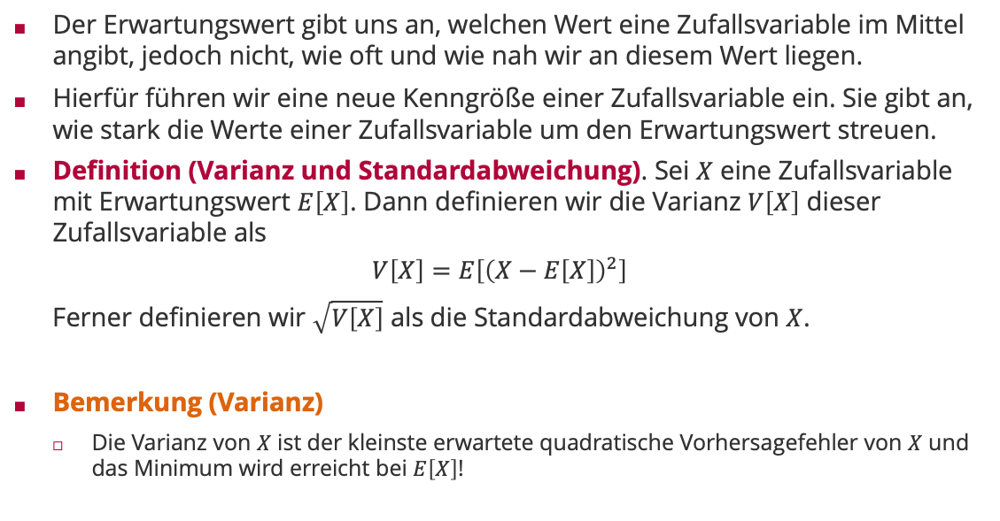 ▪ Der Erwartungswert gibt uns an, welchen Wert eine Zufallsvariable im Mittel
angibt, jedoch nicht, wie oft und wie nah wir an diesem Wert liegen.
▪ Hierfür führen wir eine neue Kenngröße einer Zufallsvariable ein. Sie gibt an,
wie stark die Werte einer Zufallsvariable um den Erwartungswert streuen.
▪ Definition (Varianz und Standardabweichung). Sei X eine Zufallsvariable
mit Erwartungswert E[X]. Dann definieren wir die Varianz V[X] dieser
Zufallsvariable als
V[X] = E[(X − E[X])²]
Ferner definieren wir √V[X] als die Standardabweichung von X.
▪ Bemerkung (Varianz)
▫ Die Varianz von X ist der kleinste erwartete quadratische Vorhersagefehler von X und
das Minimum wird erreicht bei E[X]!